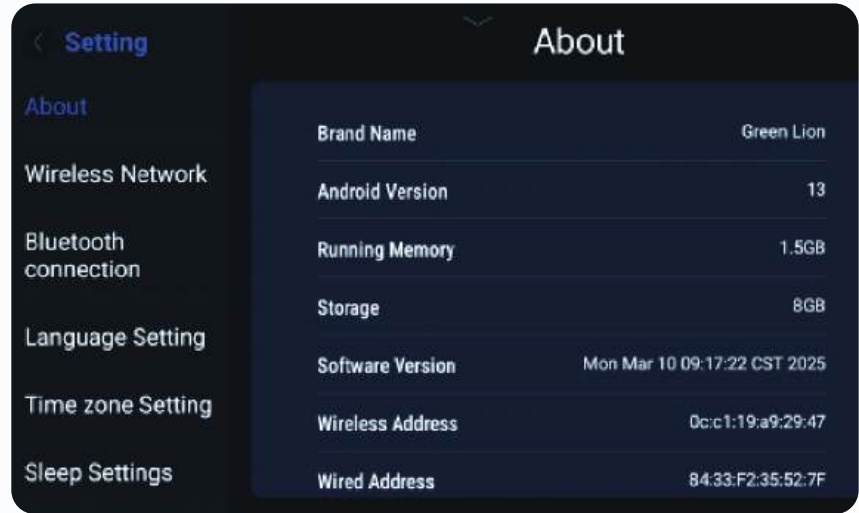 Setting
About
Wireless Network
Bluetooth
connection
Language Setting
Time zone Setting
Sleep Settings
About
Brand Name Green Lion
Android Version 13
Running Memory 1.5GB
Storage 8GB
Software Version Mon Mar 10 09:17:22 CST 2025
Wireless Address 0c:c1:19:a9:29:47
Wired Address 84:33:F2:35:52:7F